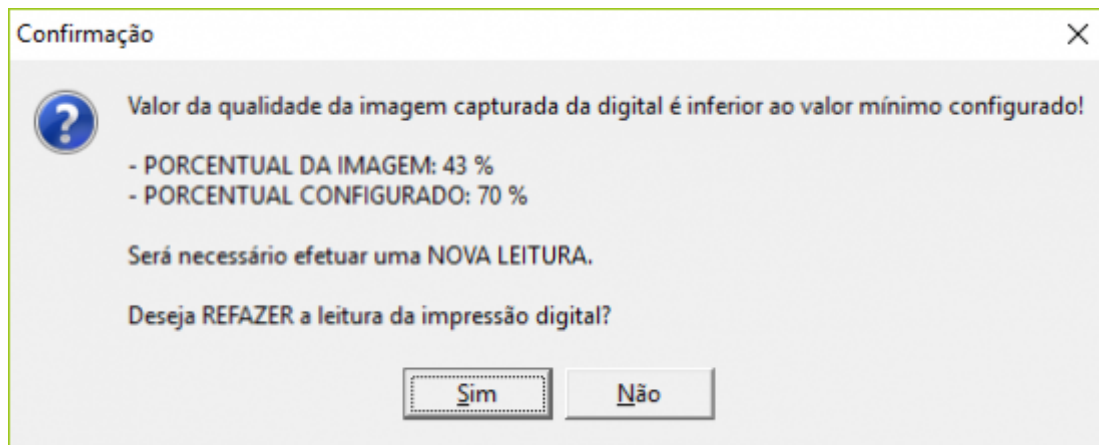 Confirmação
Valor da qualidade da imagem capturada da digital é inferior ao valor mínimo configurado!
- PORCENTUAL DA IMAGEM: 43 %
- PORCENTUAL CONFIGURADO: 70 %
Será necessário efetuar uma NOVA LEITURA.
Deseja REFAZER a leitura da impressão digital?
Sim
Não